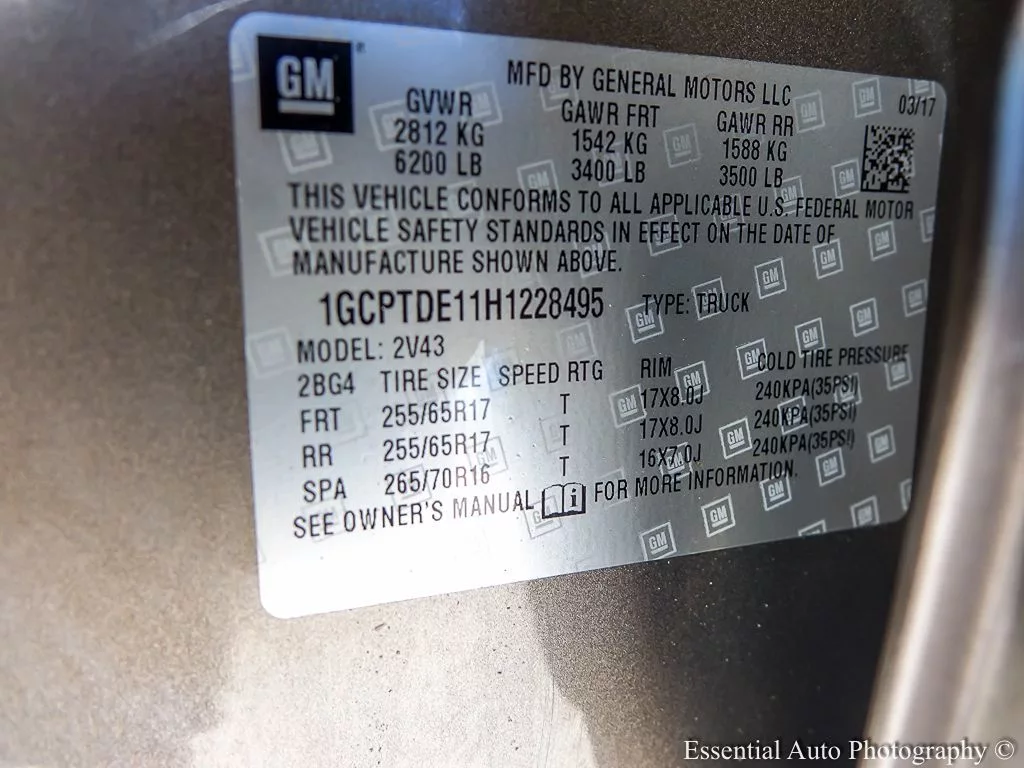 GM
MFD BY GENERAL MOTORS LLC
03/17
GVWR GAWR FRT GAWR RR
2812 KG 1542 KG 1588 KG
6200 LB 3400 LB 3500 LB
THIS VEHICLE CONFORMS TO ALL APPLICABLE U.S. FEDERAL MOTOR
VEHICLE SAFETY STANDARDS IN EFFECT ON THE DATE OF
MANUFACTURE SHOWN ABOVE.
1GCPTDE11H1228495 TYPE: TRUCK
MODEL: 2V43
2BG4 TIRE SIZE SPEED RTG RIM COLD TIRE PRESSURE
FRT 255/65R17 T 17X8.0J 240KPA(35PSI)
RR 255/65R17 T 17X8.0J 240KPA(35PSI)
SPA 265/70R16 T 16X7.0J 240KPA(35PSI)
SEE OWNER'S MANUAL FOR MORE INFORMATION.
Essential Auto Photography ©